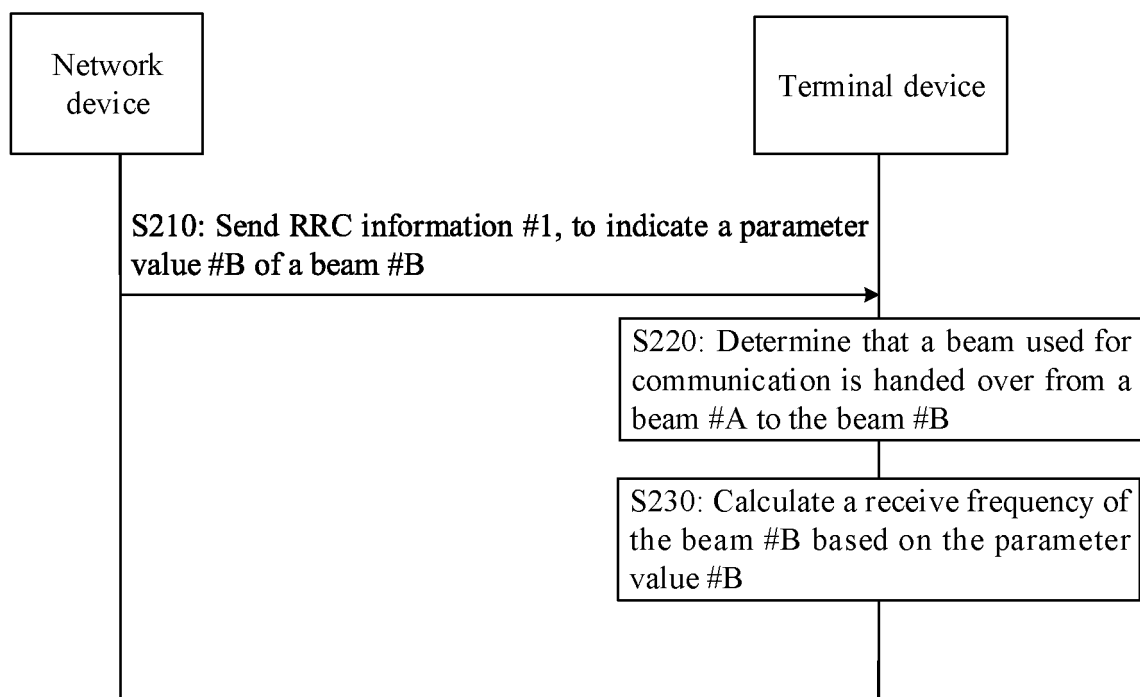 Network
device
Terminal device
S210: Send RRC information #1, to indicate a parameter
value #B of a beam #B
S220: Determine that a beam used for
communication is handed over from a
beam #A to the beam #B
S230: Calculate a receive frequency of
the beam #B based on the parameter
value #B